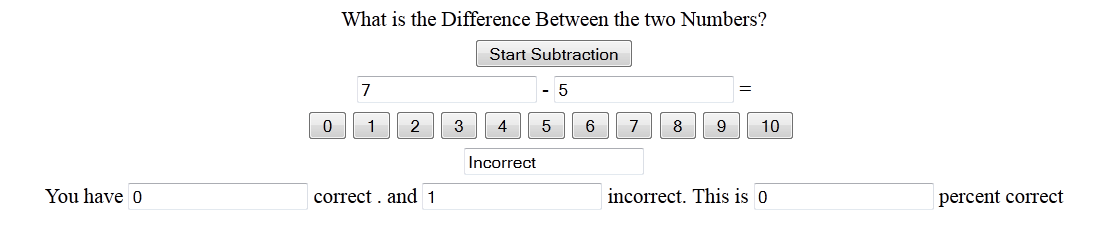 What is the Difference Between the two Numbers?
Start Subtraction
7 - 5 =
0 1 2 3 4 5 6 7 8 9 10
Incorrect
You have 0 correct . and 1 incorrect. This is 0 percent correct